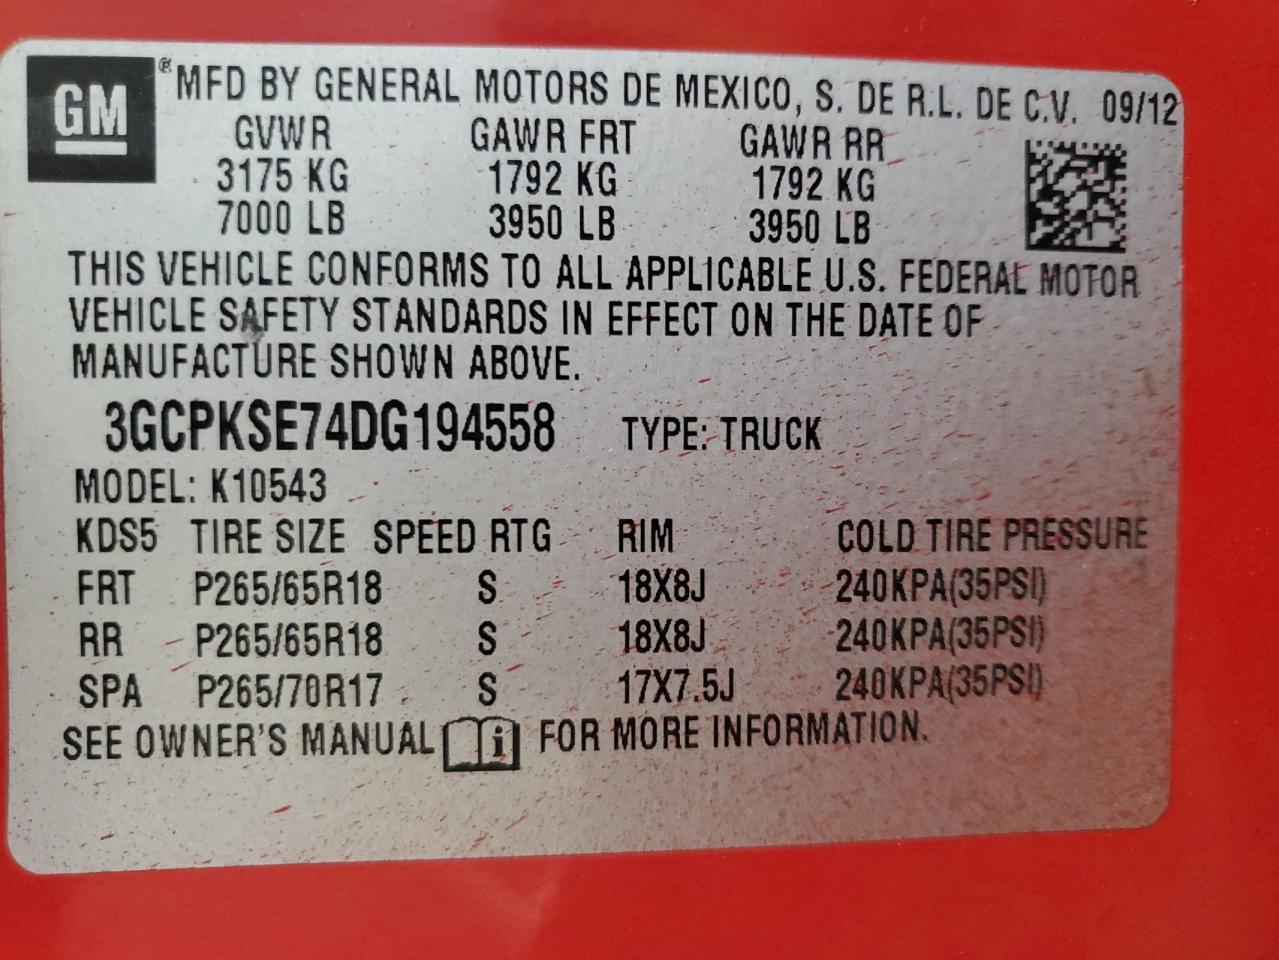 GM ® MFD BY GENERAL MOTORS DE MEXICO, S. DE R.L. DE C.V. 09/12
GVWR GAWR FRT GAWR RR
3175 KG 1792 KG 1792 KG
7000 LB 3950 LB 3950 LB
THIS VEHICLE CONFORMS TO ALL APPLICABLE U.S. FEDERAL MOTOR
VEHICLE SAFETY STANDARDS IN EFFECT ON THE DATE OF
MANUFACTURE SHOWN ABOVE.
3GCPKSE74DG194558 TYPE: TRUCK
MODEL: K10543
KDS5 TIRE SIZE SPEED RTG RIM COLD TIRE PRESSURE
FRT P265/65R18 S 18X8J 240KPA(35PSI)
RR P265/65R18 S 18X8J 240KPA(35PSI)
SPA P265/70R17 S 17X7.5J 240KPA(35PSI)
SEE OWNER'S MANUAL i FOR MORE INFORMATION.